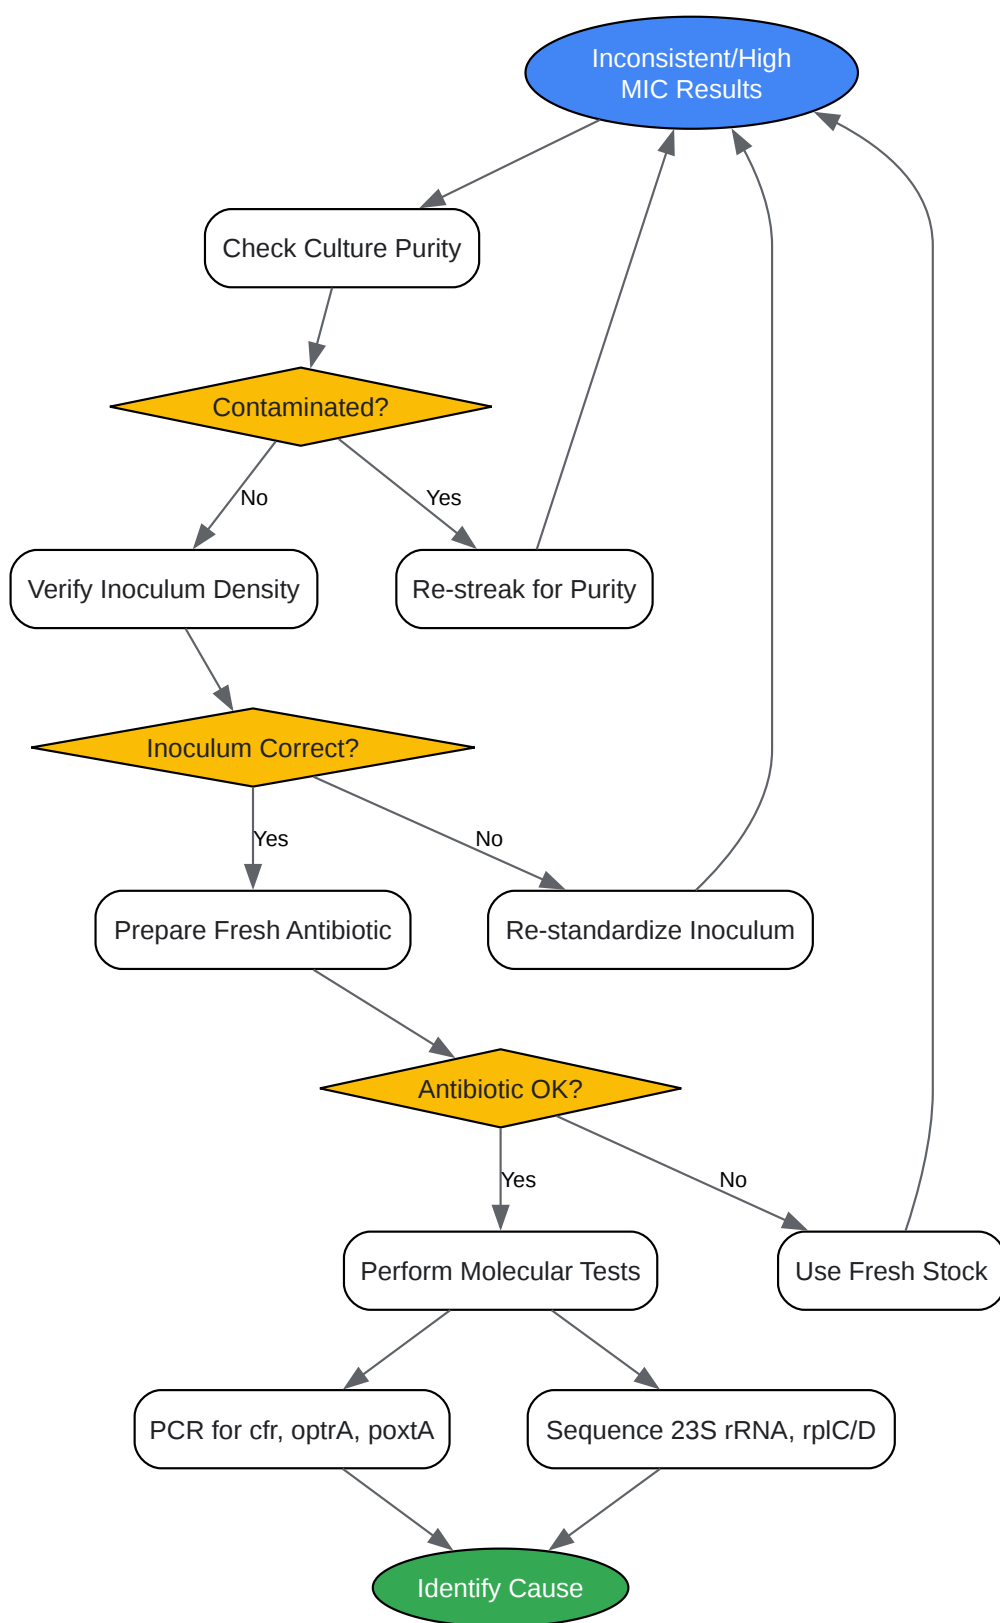 Inconsistent/High
MIC Results
Check Culture Purity
Contaminated?
No
Yes
Verify Inoculum Density
Re-streak for Purity
Inoculum Correct?
Yes
No
Prepare Fresh Antibiotic
Re-standardize Inoculum
Antibiotic OK?
Yes
No
Perform Molecular Tests
Use Fresh Stock
PCR for cfr, optrA, poxtA
Sequence 23S rRNA, rplC/D
Identify Cause